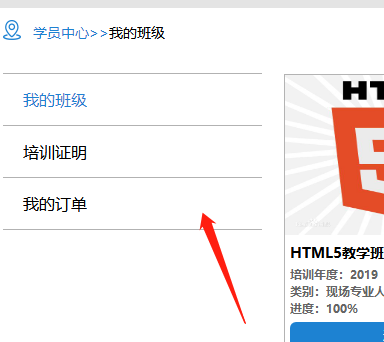 学员中心>>我的班级
我的班级
培训证明
我的订单
HTML5教学班
培训年度：2019
类别：现场专业人
进度：100%